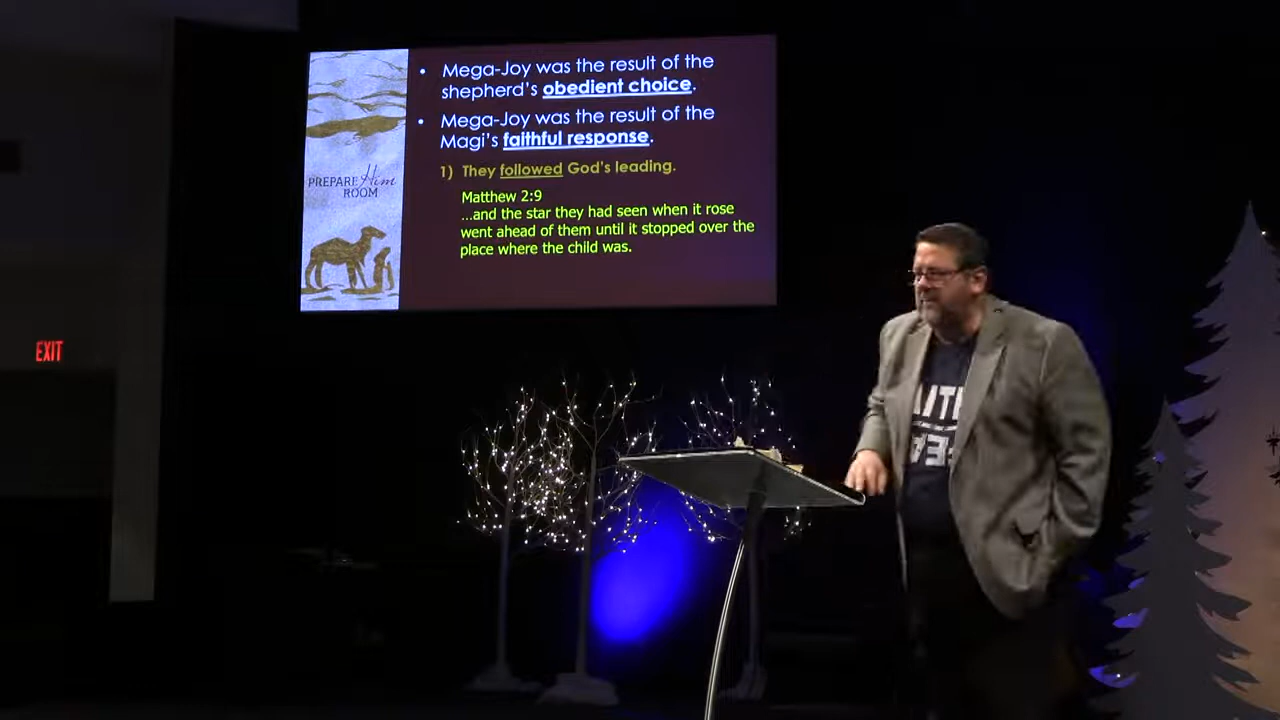 Mega-Joy was the result of the
shepherd's obedient choice.
Mega-Joy was the result of the
Magi's faithful response.
1) They followed God's leading.
Matthew 2:9
...and the star they had seen when it rose
went ahead of them until it stopped over the
place where the child was.
PREPARE Him
ROOM
EXIT